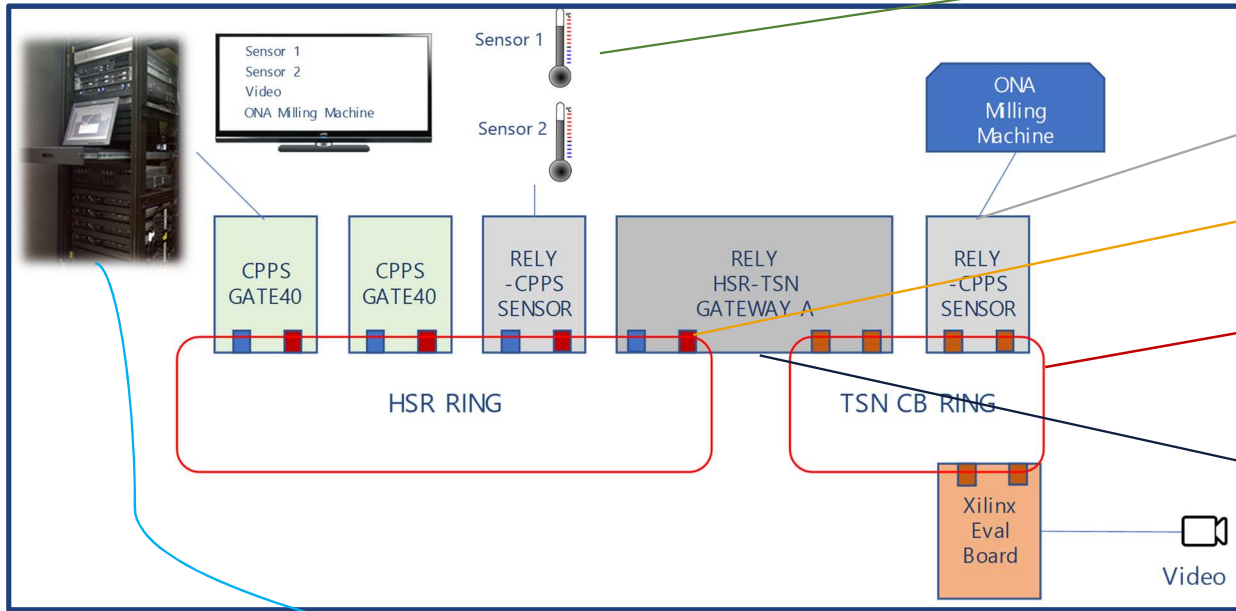 Sensor 1
Sensor 2
Video
ONA Milling Machine
JVC
Sensor 1
Sensor 2
ONA
Milling
Machine
CPPS
GATE40
CPPS
GATE40
RELY
-CPPS
SENSOR
RELY
HSR-TSN
GATEWAY A
RELY
-CPPS
SENSOR
HSR RING
TSN CB RING
Xilinx
Eval
Board
Video